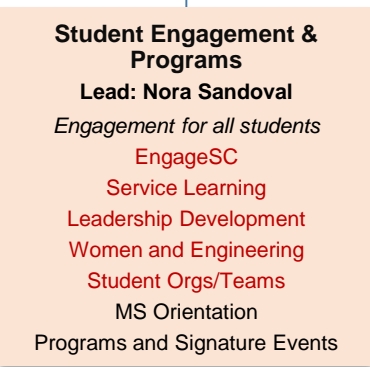 Student Engagement &
Programs
Lead: Nora Sandoval
Engagement for all students
EngageSC
Service Learning
Leadership Development
Women and Engineering
Student Orgs/Teams
MS Orientation
Programs and Signature Events